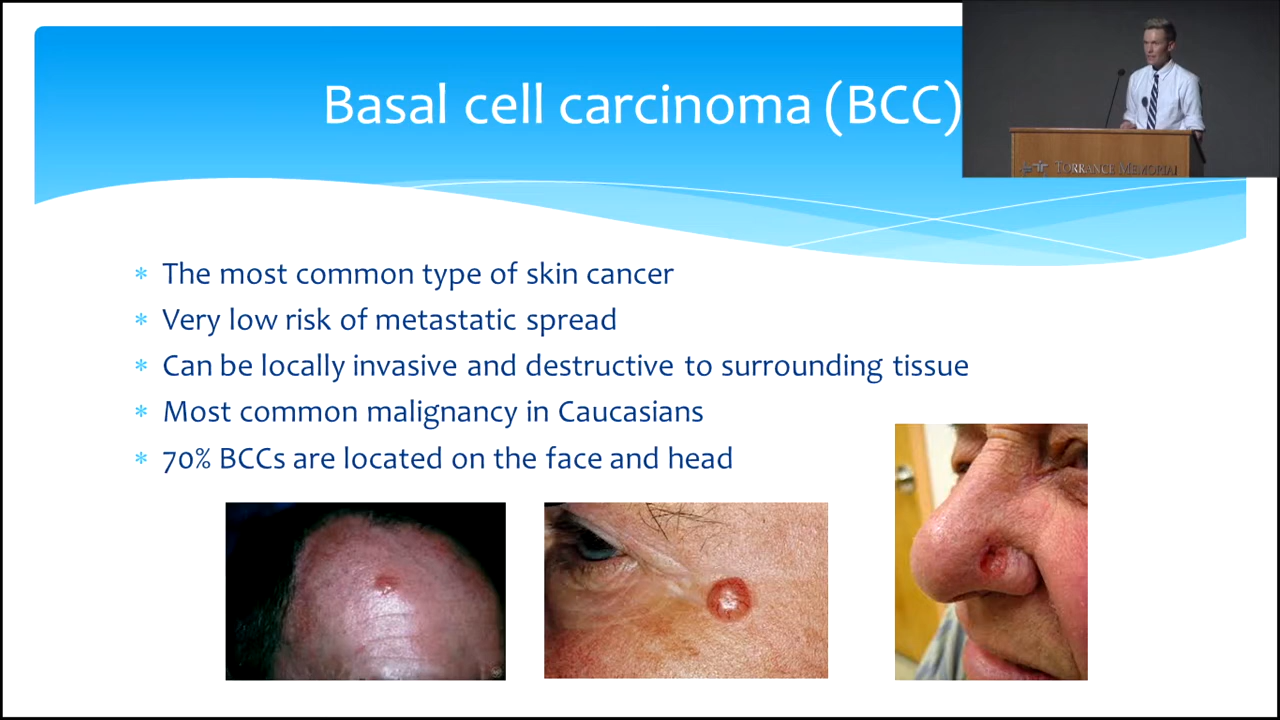 Basal cell carcinoma (BCC)
TORRANCE MEMORIAL
* The most common type of skin cancer
* Very low risk of metastatic spread
* Can be locally invasive and destructive to surrounding tissue
* Most common malignancy in Caucasians
* 70% BCCs are located on the face and head